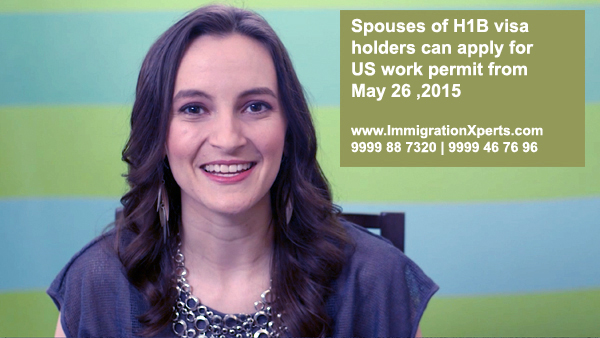 Spouses of H1B visa
holders can apply for
US work permit from
May 26 ,2015
www.ImmigrationXperts.com
9999 88 7320 | 9999 46 76 96